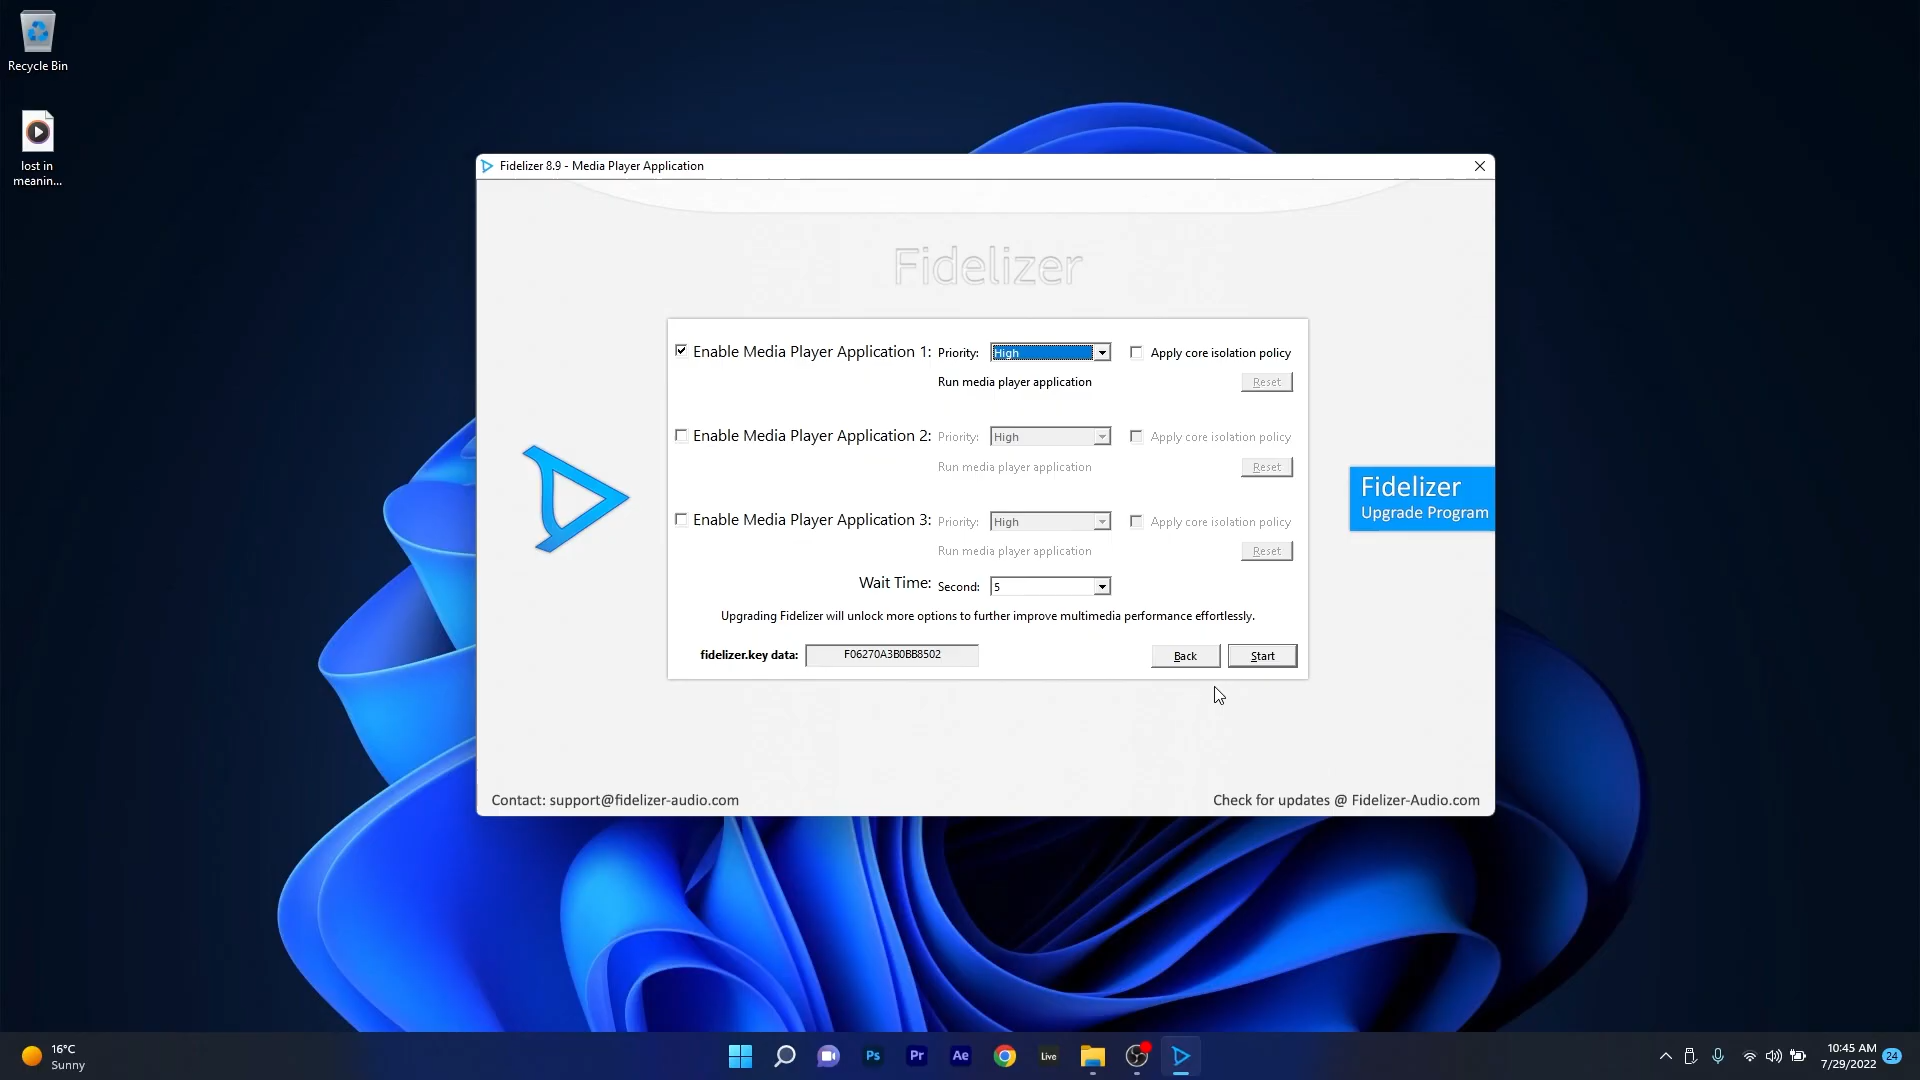 Recycle Bin
lost in
meanin...
Fidelizer 8.9 - Media Player Application
Fidelizer
Enable Media Player Application 1: Priority: High Apply core isolation policy
Run media player application Reset
Enable Media Player Application 2: Priority: High Apply core isolation policy
Run media player application Reset
Enable Media Player Application 3: Priority: High Apply core isolation policy
Run media player application Reset
Wait Time: Second: 5
Upgrading Fidelizer will unlock more options to further improve multimedia performance effortlessly.
fidelizer.key data: F06270A3B0BB8502 Back Start
Fidelizer
Upgrade Program
Contact: support@fidelizer-audio.com Check for updates @ Fidelizer-Audio.com
16°C
Sunny
Ps Pr Ae Live
10:45 AM
7/29/2022 24